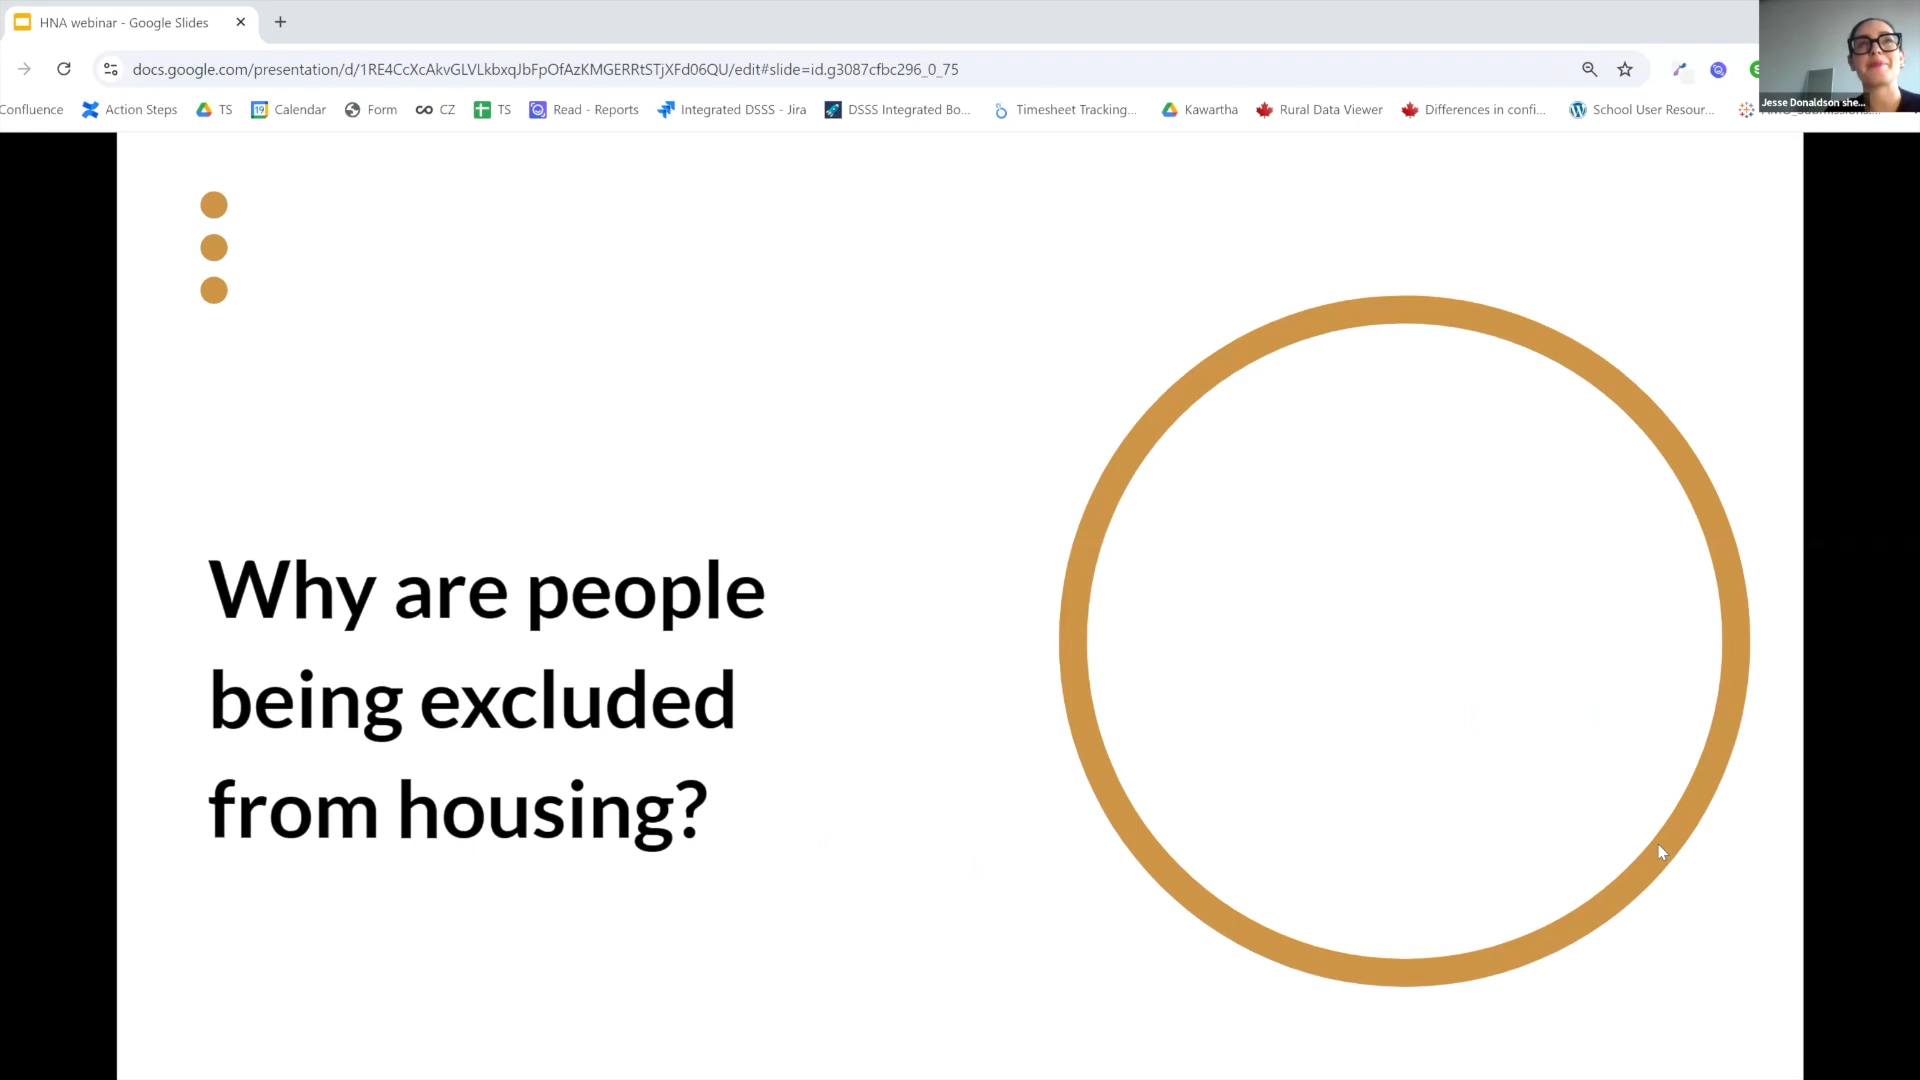 HNA webinar - Google Slides
docs.google.com/presentation/d/1RE4CcXcAkvGLVLkbxqJbFpOfAzKMGERRtSTjXFd06QU/edit#slide=id.g3087cfbc296_0_75
Confluence Action Steps TS 19 Calendar Form CZ TS Read - Reports Integrated DSSS - Jira DSSS Integrated Bo... Timesheet Tracking... Kawartha Rural Data Viewer Differences in confi... School User Resour...
Jesse Donaldson she...
Why are people
being excluded
from housing?